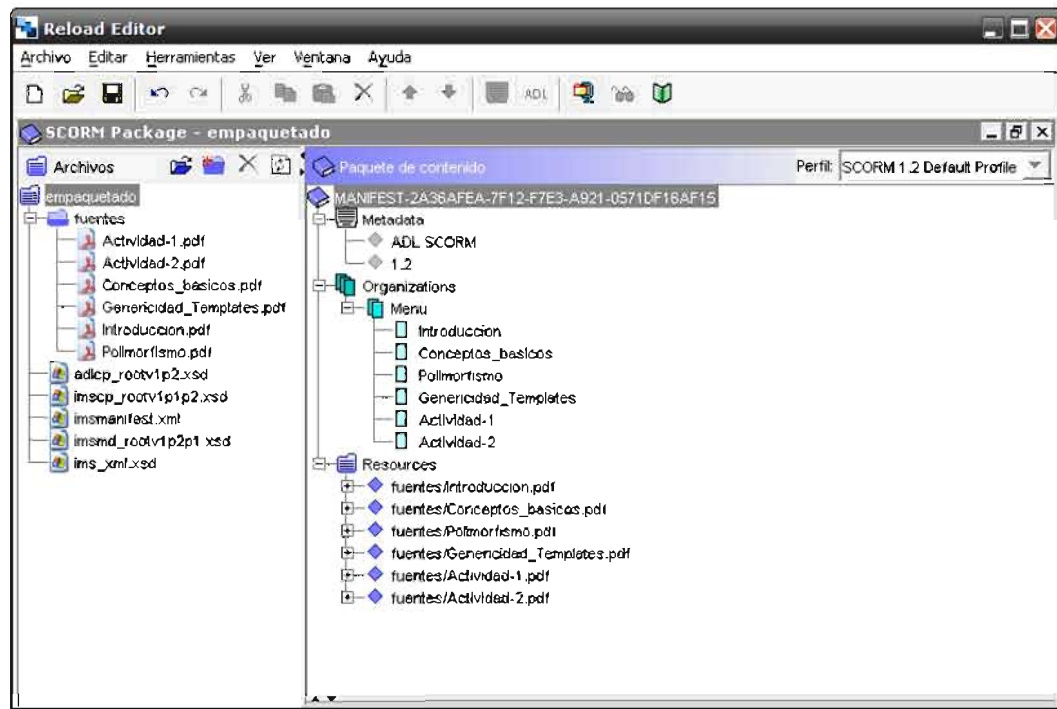 Reload Editor
Archivo Editar Herramientas Ver Ventana Ayuda
ADL
SCORM Package - empaquetado
Archivos
empaquetado
fuentes
Actividad-1.pdf
Actividad-2.pdf
Conceptos_basicos.pdf
Genericidad_Templates.pdf
Introduccion.pdf
Polimorfismo.pdf
adlcp_rootv1p2.xsd
imscp_rootv1p1p2.xsd
imsmanifest.xml
imsmd_rootv1p2p1.xsd
ims_xml.xsd
Paquete de contenido
Perfil: SCORM 1.2 Default Profile
MANIFEST-2A36AFEA-7F12-F7E3-A921-0571DF16AF15
Metadata
ADL SCORM
1.2
Organizations
Menu
Introduccion
Conceptos_basicos
Polimorfismo
Genericidad_Templates
Actividad-1
Actividad-2
Resources
fuentes/Introduccion.pdf
fuentes/Conceptos_basicos.pdf
fuentes/Polimorfismo.pdf
fuentes/Genericidad_Templates.pdf
fuentes/Actividad-1.pdf
fuentes/Actividad-2.pdf